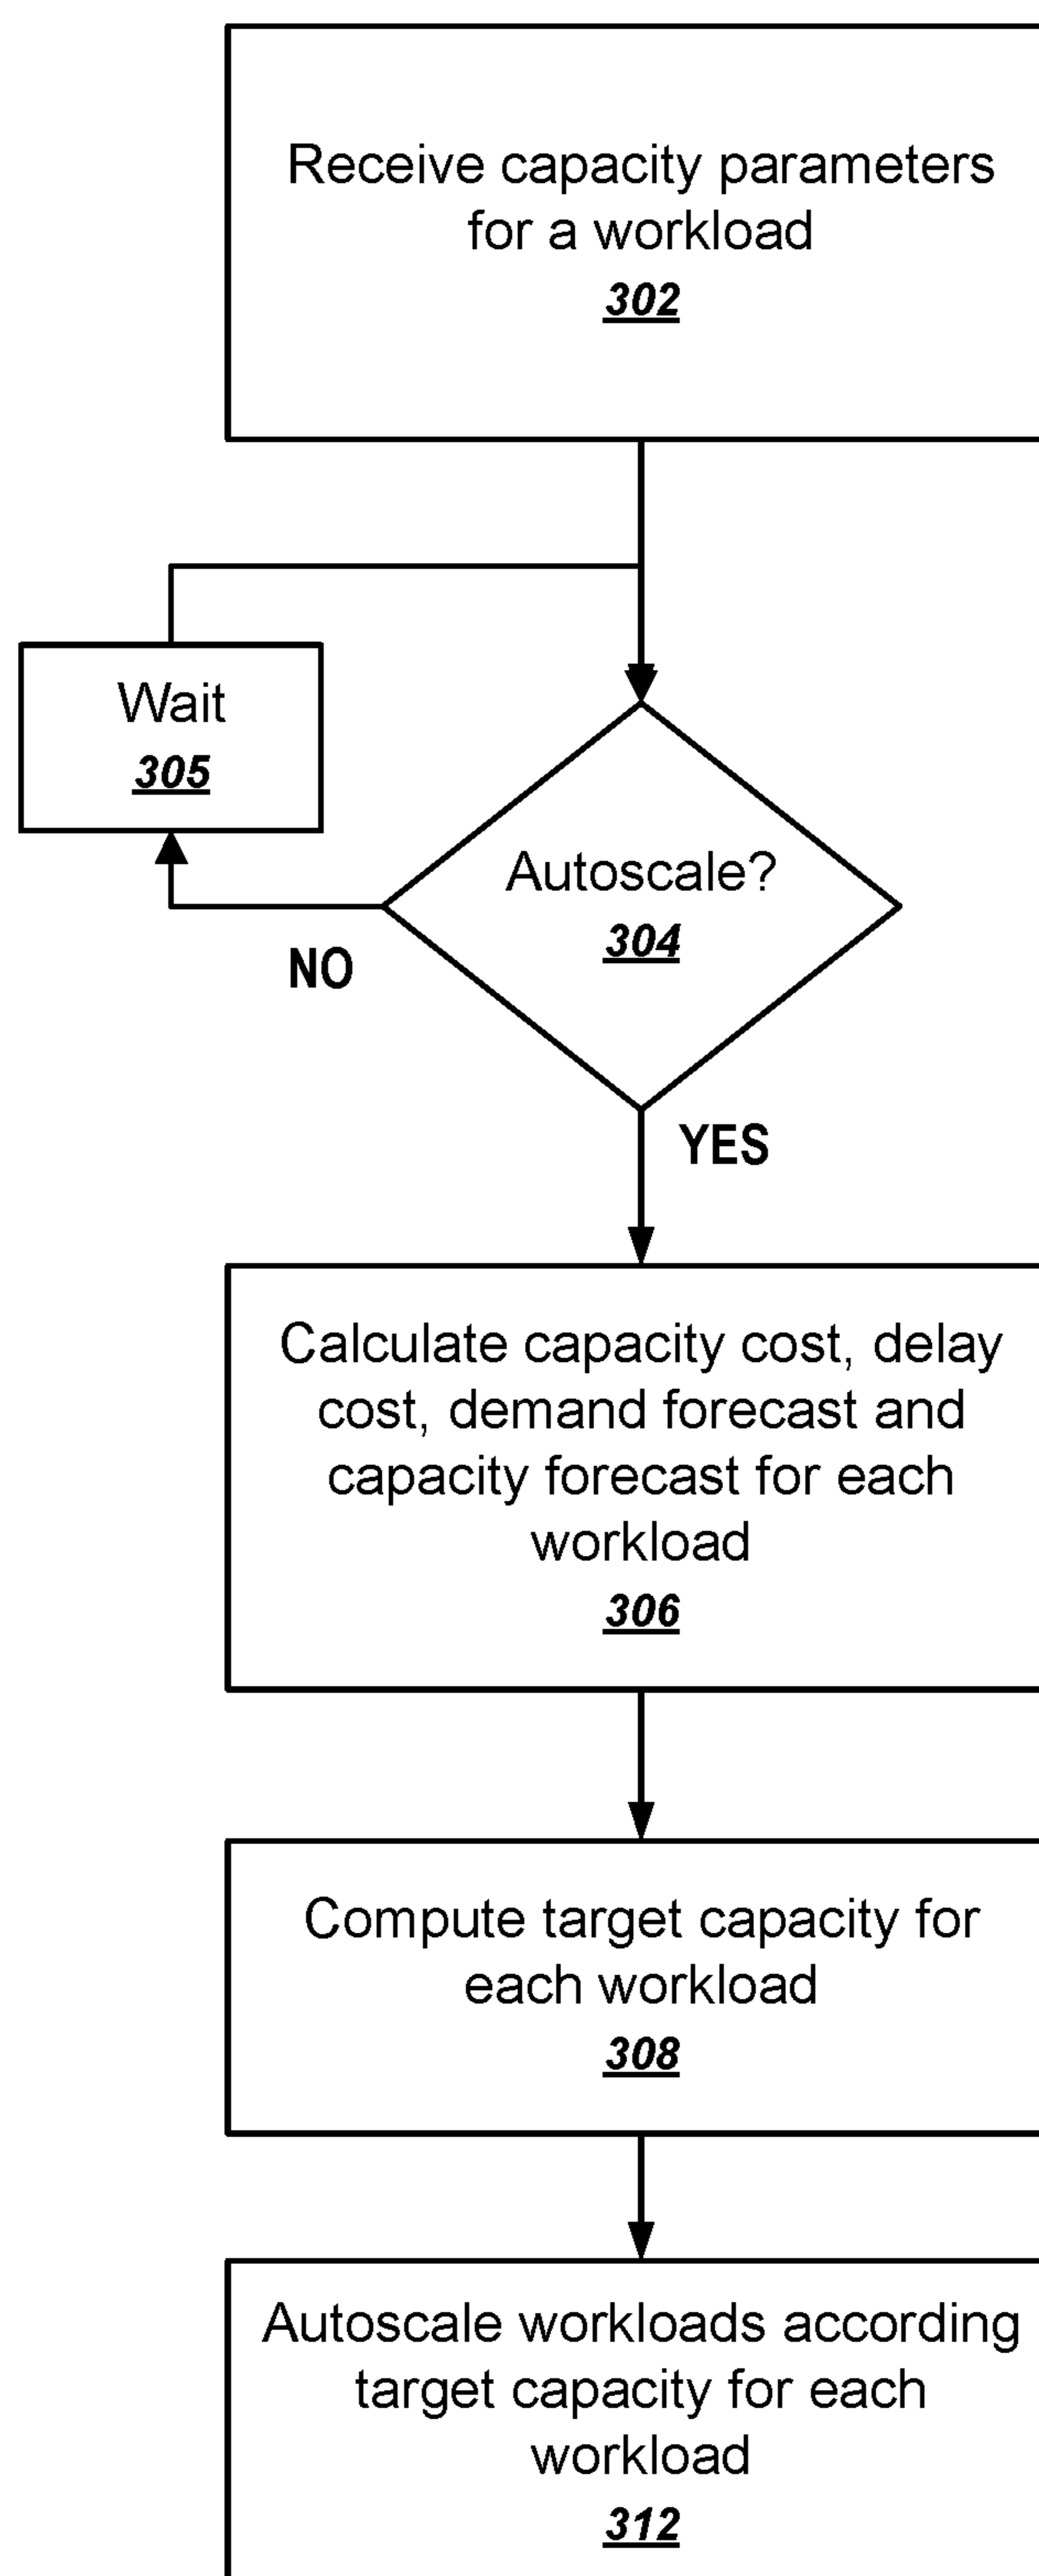 Receive capacity parameters
for a workload
302
Wait
305
Autoscale?
304
NO
YES
Calculate capacity cost, delay
cost, demand forecast and
capacity forecast for each
workload
306
Compute target capacity for
each workload
308
Autoscale workloads according
target capacity for each
workload
312